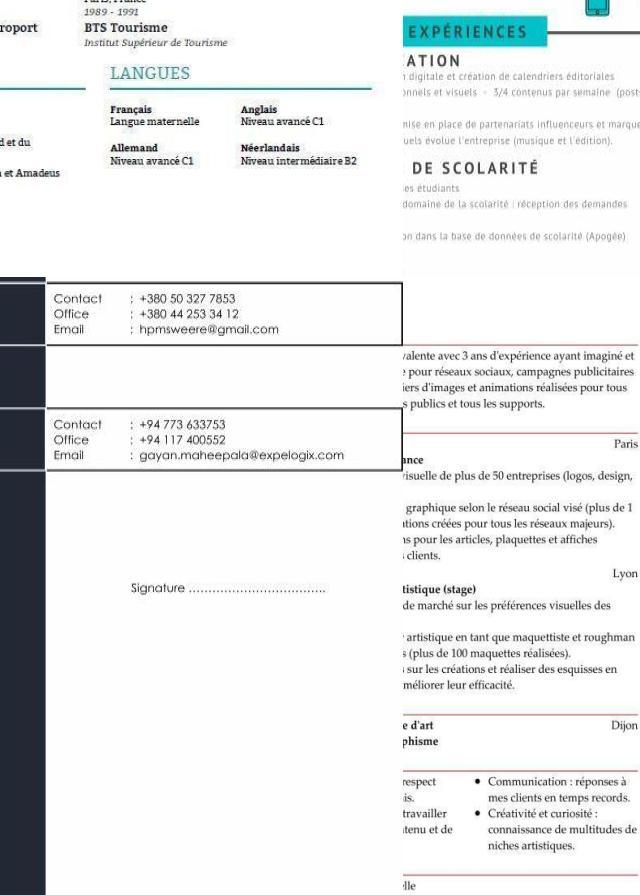 Paris, France
1989 - 1991
BTS Tourisme
Institut Supérieur de Tourisme
LANGUES
Français
Langue maternelle
Anglais
Niveau avancé C1
Allemand
Niveau avancé C1
Néerlandais
Niveau intermédiaire B2
d et du
et Amadeus
EXPÉRIENCES
ATION
digitale et création de calendriers éditoriales
onnels et visuels - 3/4 contenus par semaine (post
mise en place de partenariats influenceurs et marque
uels évolue l'entreprise (musique et l'édition).
DE SCOLARITÉ
es étudiants
domaine de la scolarité : réception des demandes
on dans la base de données de scolarité (Apogée)
Contact : +380 50 327 7853
Office : +380 44 253 34 12
Email : hpmsweere@gmail.com
Contact : +94 773 633753
Office : +94 117 400552
Email : gayan.maheepala@expelogix.com
Signature ..................................
valente avec 3 ans d'expérience ayant imaginé et
pour réseaux sociaux, campagnes publicitaires
iers d'images et animations réalisées pour tous
s publics et tous les supports.
Paris
ance
visuelle de plus de 50 entreprises (logos, design,
graphique selon le réseau social visé (plus de 1
ations créées pour tous les réseaux majeurs).
ns pour les articles, plaquettes et affiches
clients.
Lyon
tistique (stage)
de marché sur les préférences visuelles des
artistique en tant que maquettiste et roughman
s (plus de 100 maquettes réalisées).
sur les créations et réaliser des esquisses en
méliorer leur efficacité.
e d'art Dijon
phisme
respect
is.
travailler
tenu et de
● Communication : réponses à
mes clients en temps records.
● Créativité et curiosité :
connaissance de multitudes de
niches artistiques.
lle